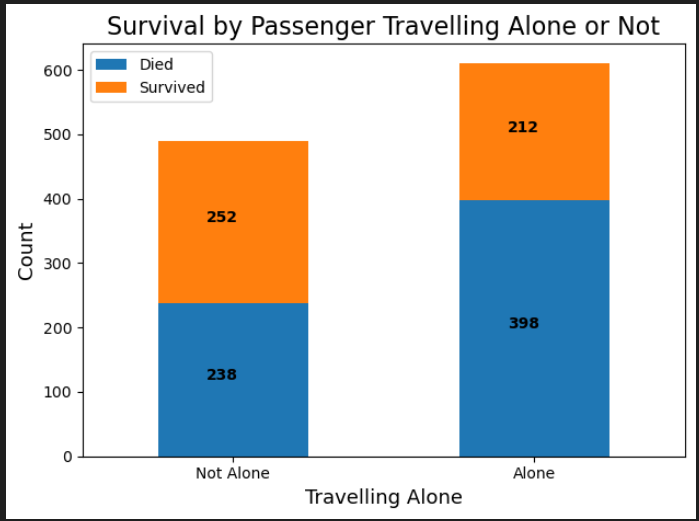 Survival by Passenger Travelling Alone or Not
Died
Survived
600
500
400
300
200
100
0
Count
252
238
212
398
Not Alone
Alone
Travelling Alone